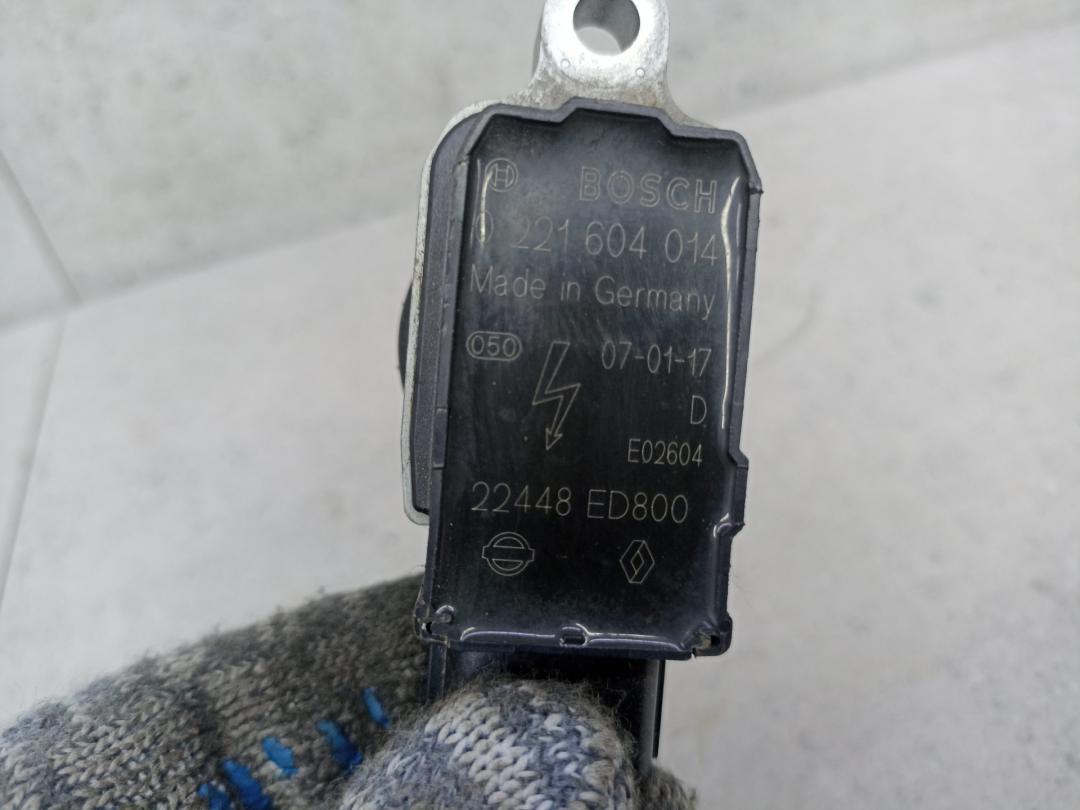 BOSCH
0 221 604 014
Made in Germany
050 07-01-17
D
E02604
22448 ED800